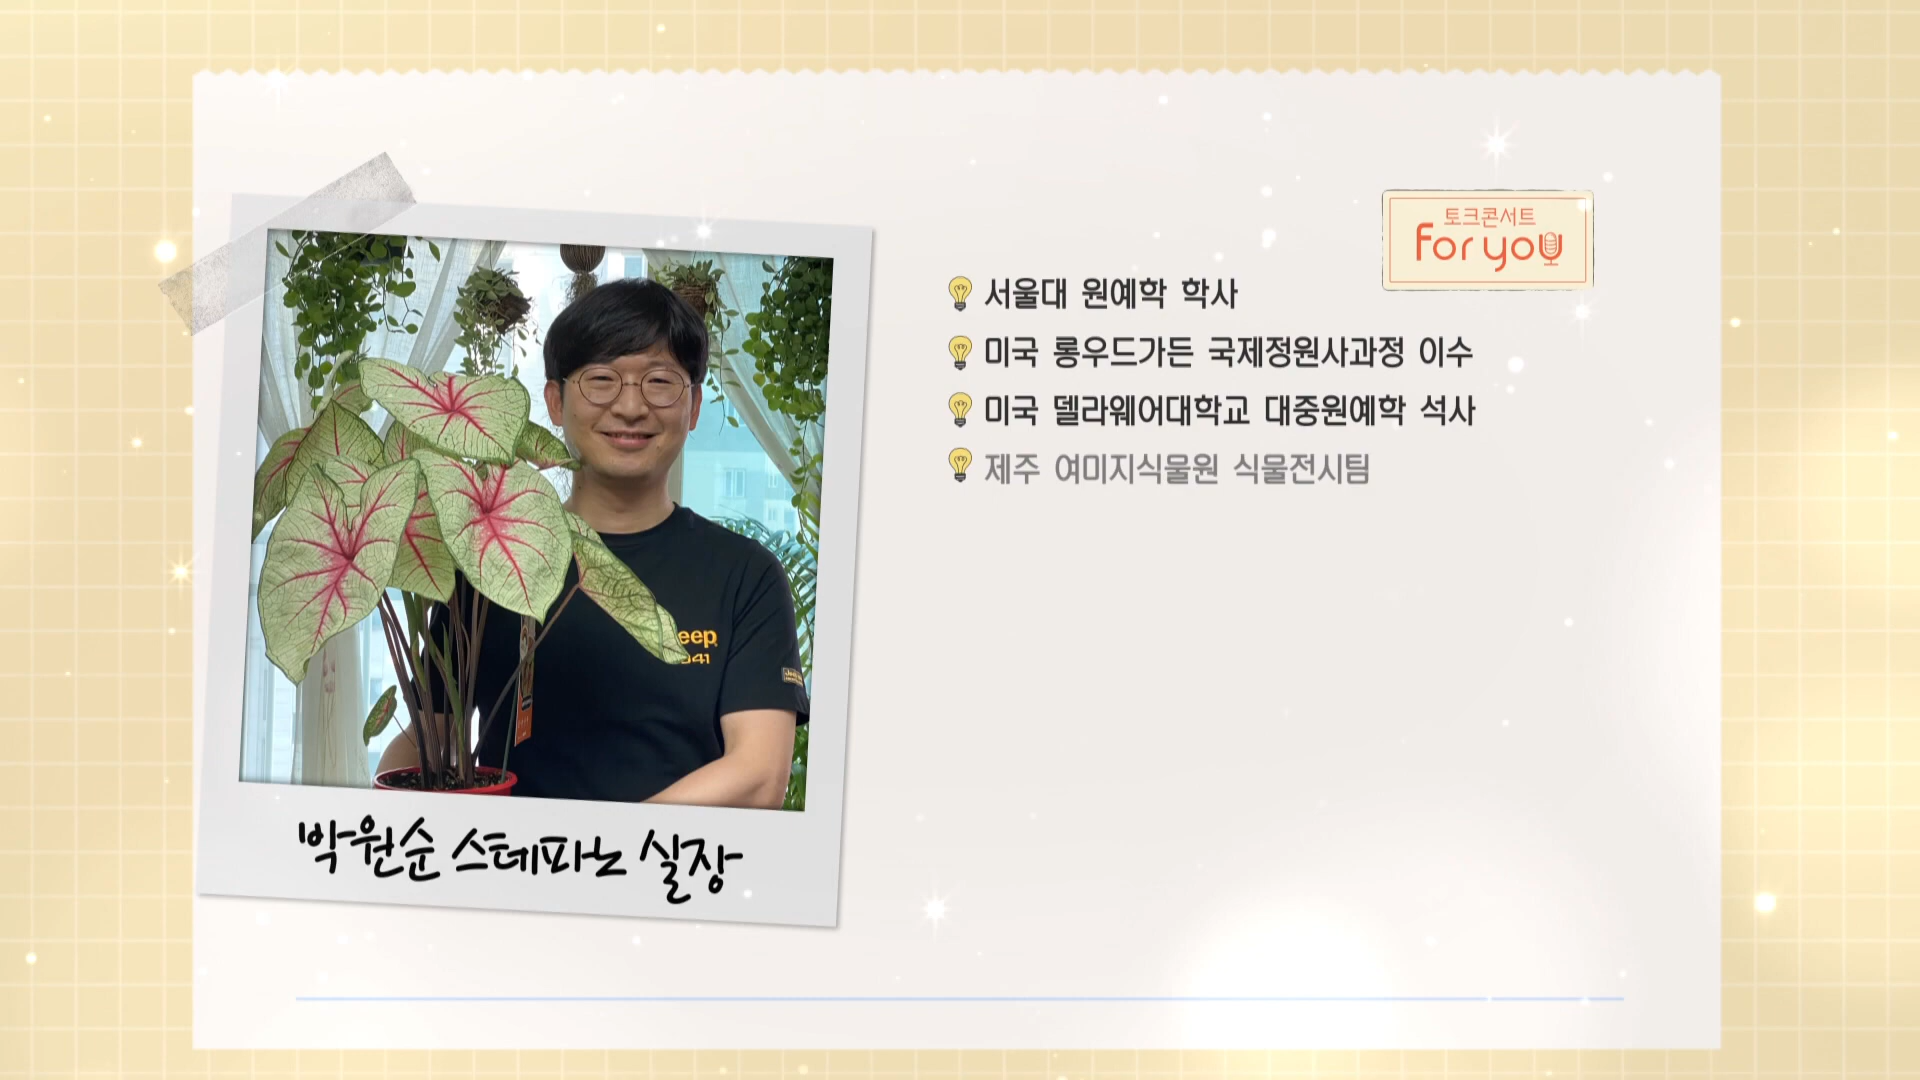 토크콘서트
For you
서울대 원예학 학사
미국 롱우드가든 국제정원사과정 이수
미국 델라웨어대학교 대중원예학 석사
제주 여미지식물원 식물전시팀
eep
박원순 스테파노 실장